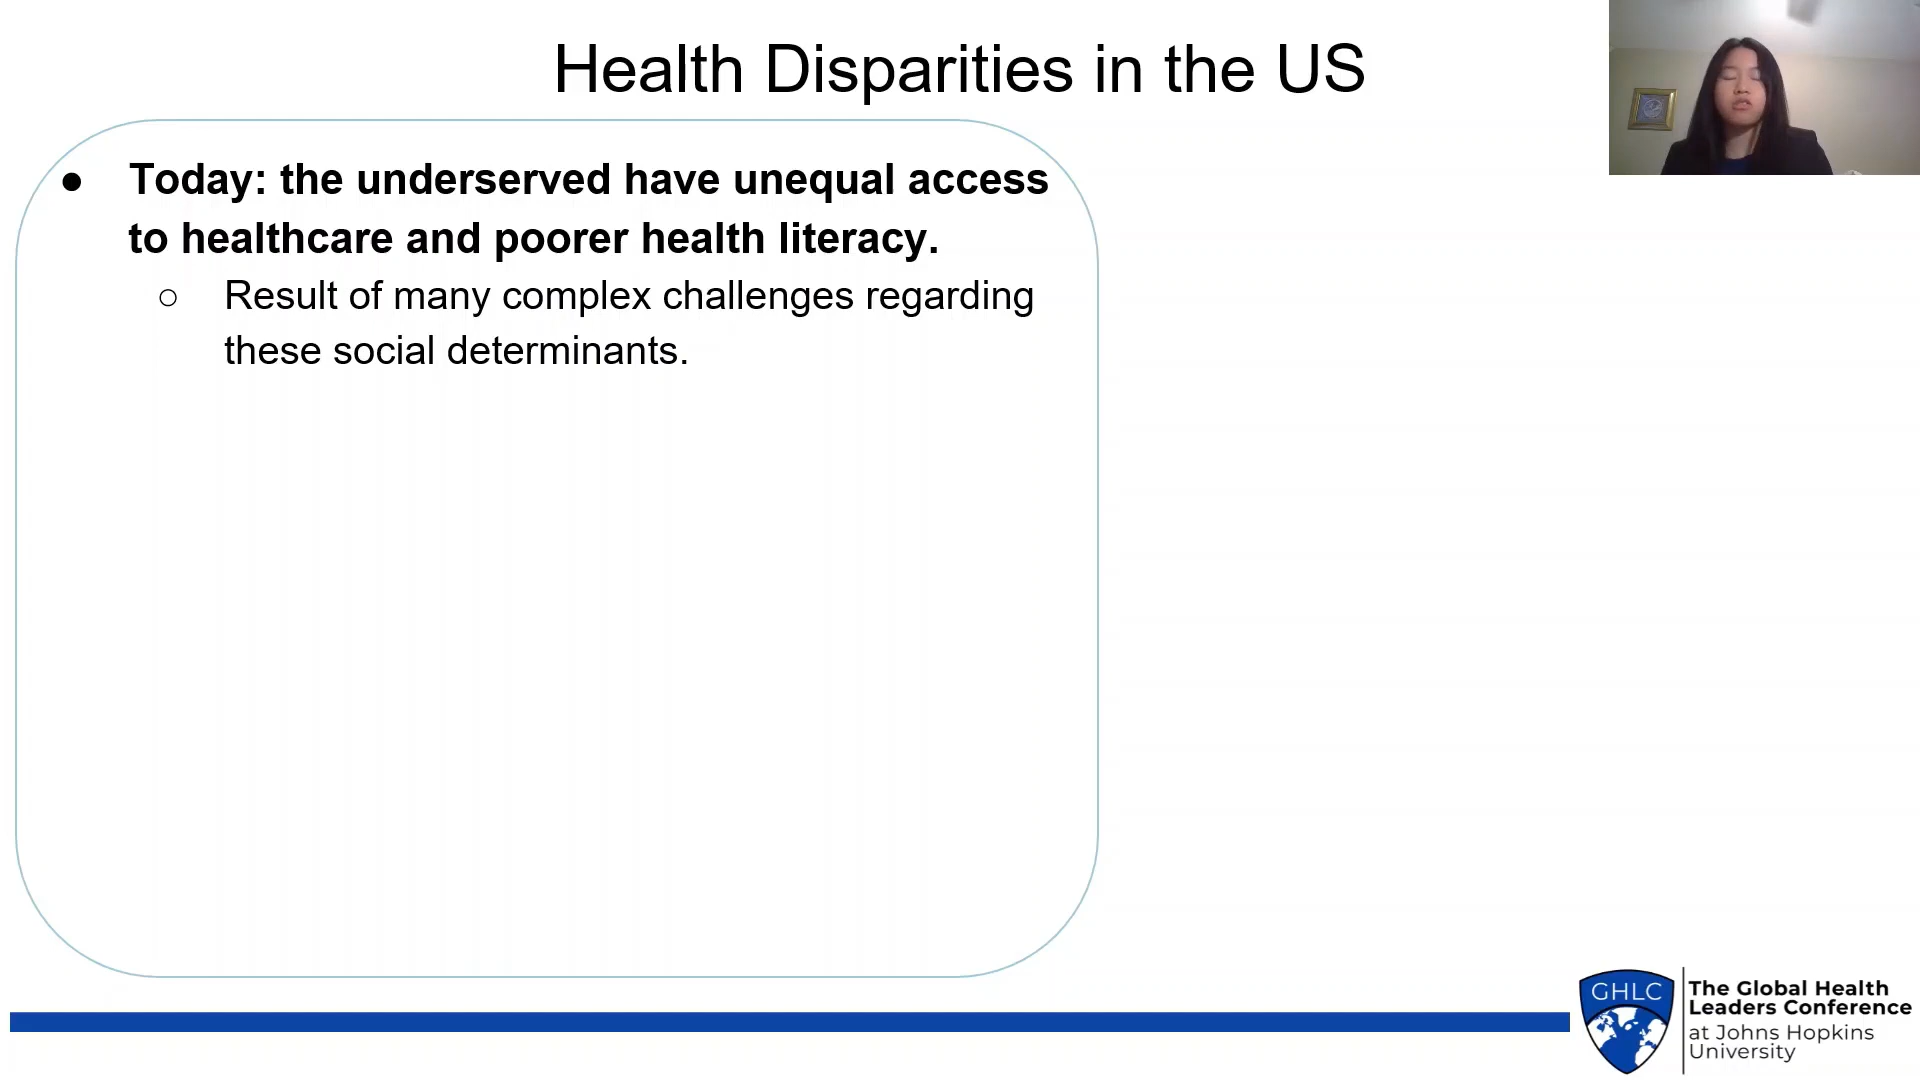 Health Disparities in the US
● Today: the underserved have unequal access
to healthcare and poorer health literacy.
○ Result of many complex challenges regarding
these social determinants.
GHLC
The Global Health
Leaders Conference
at Johns Hopkins
University